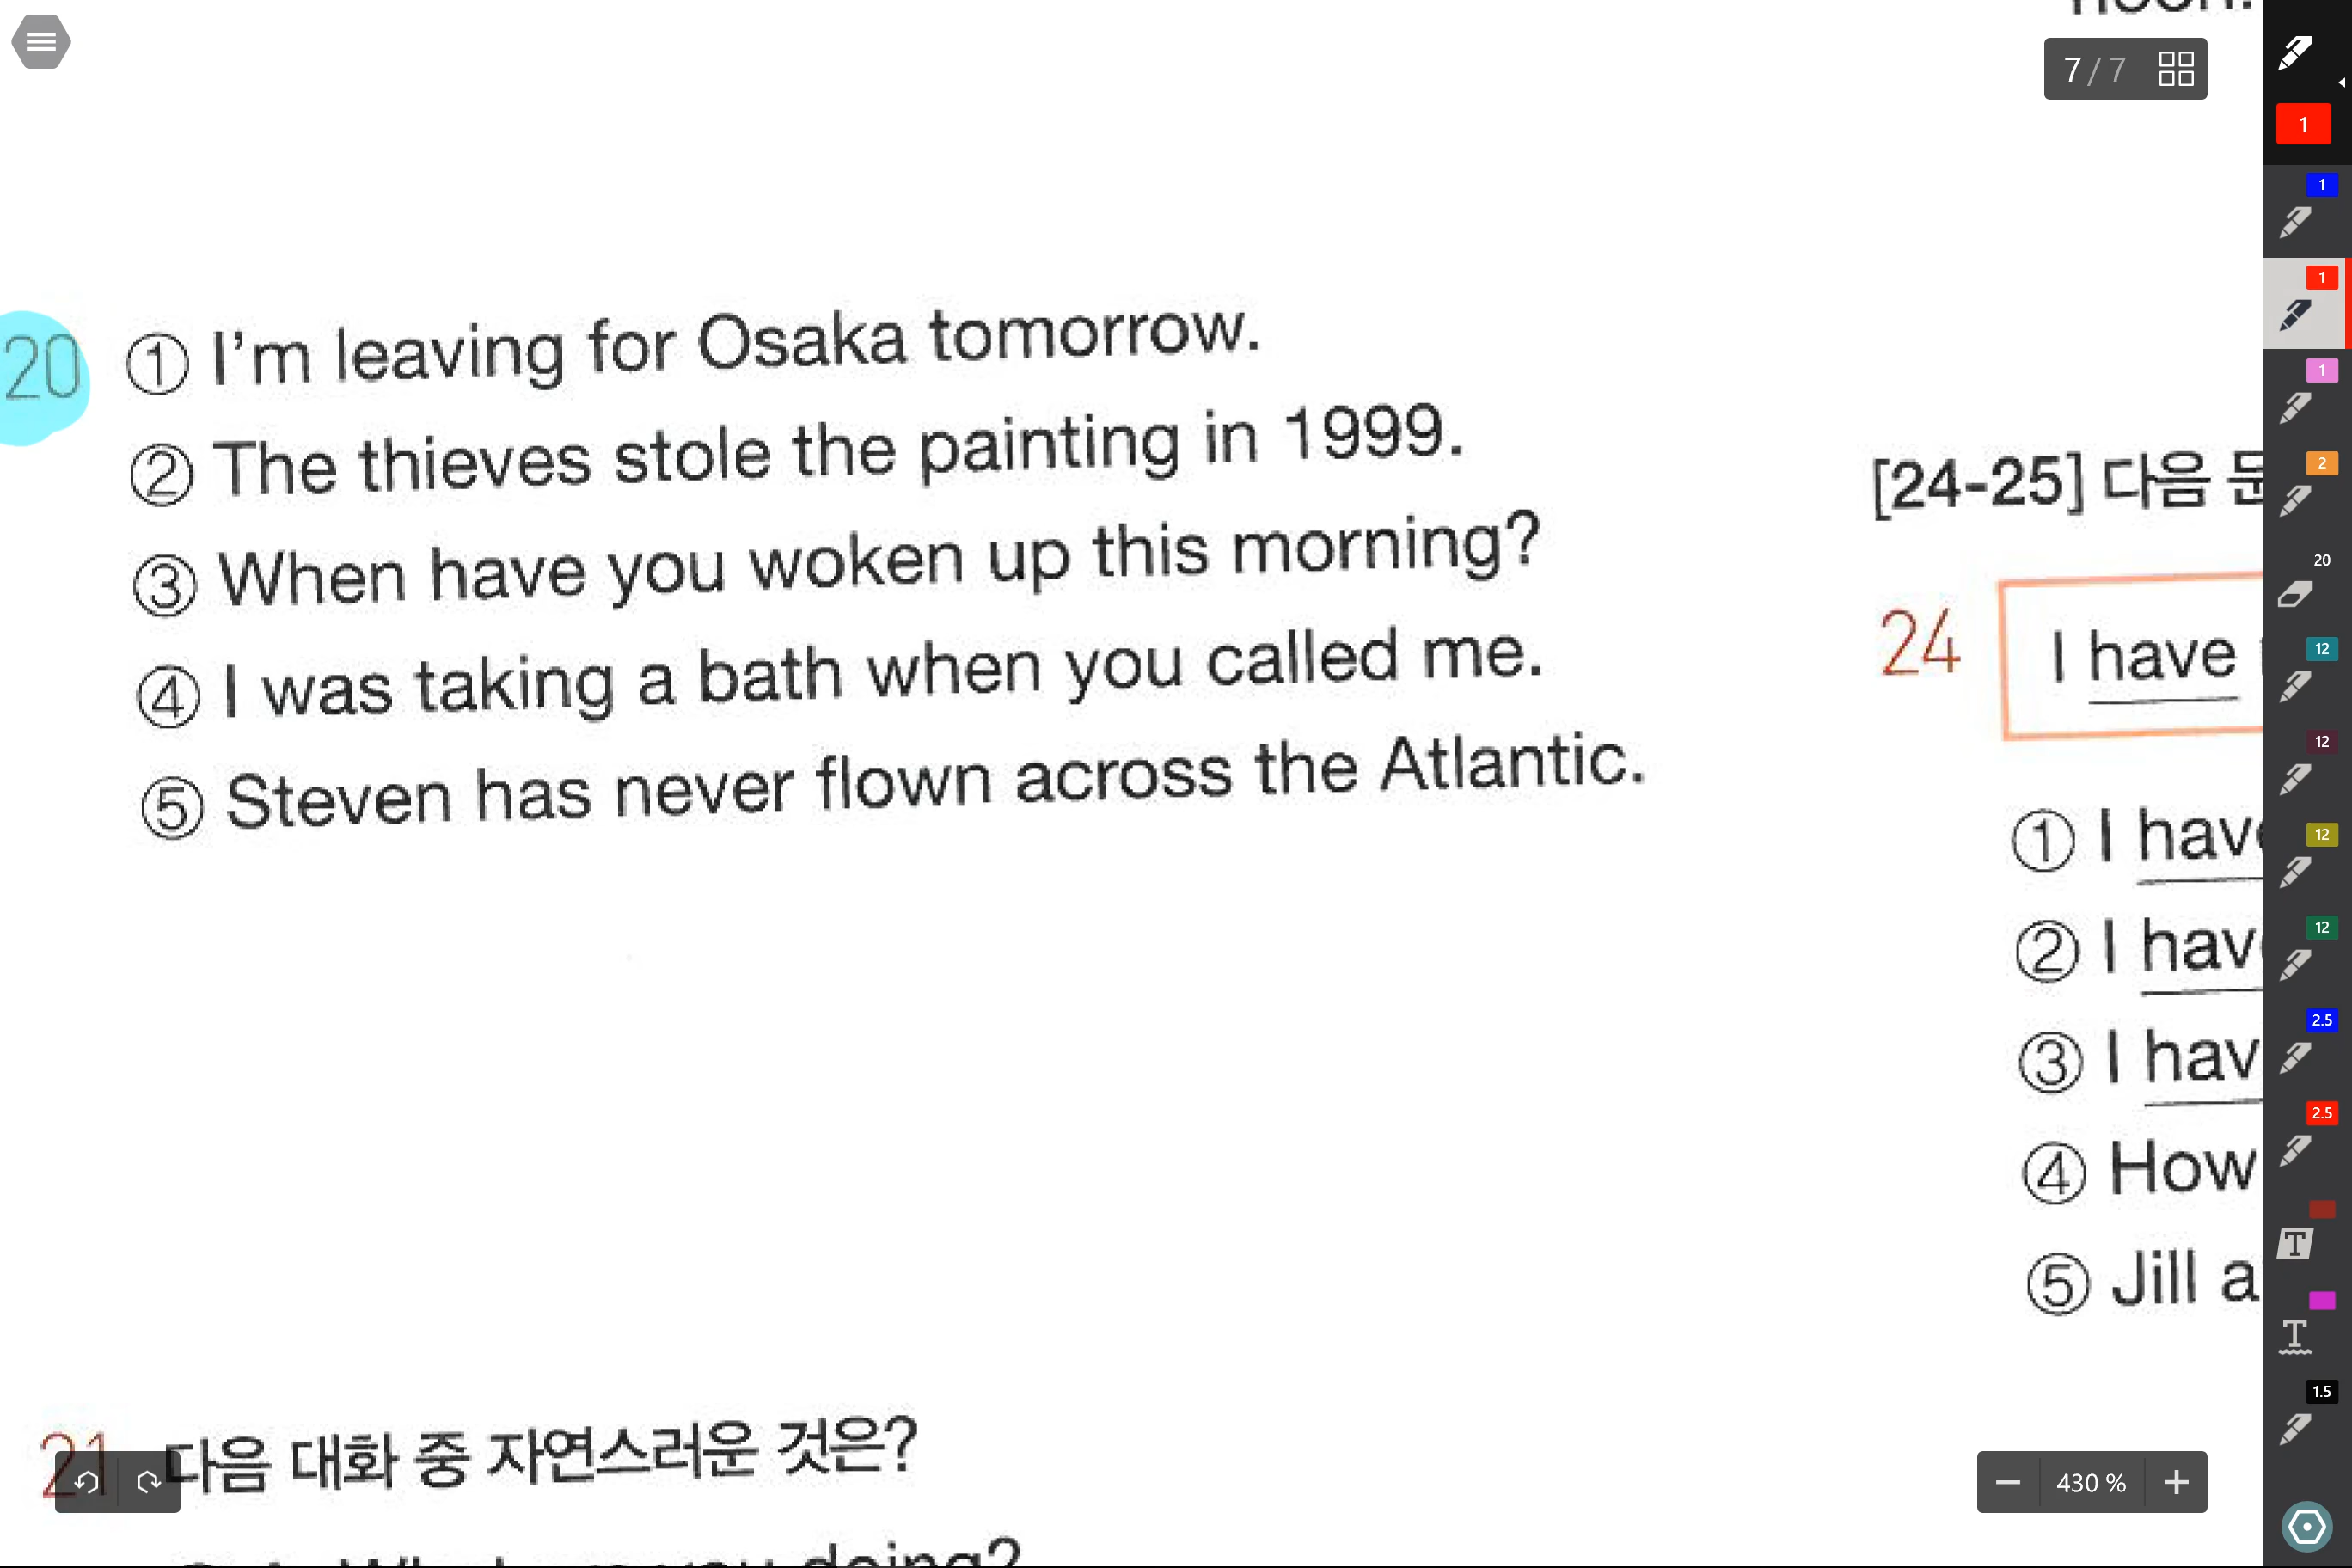 7 / 7
1
1
1
1
2
20
12
12
12
12
2.5
2.5
1.5
20 ① I'm leaving for Osaka tomorrow.
② The thieves stole the painting in 1999.
③ When have you woken up this morning?
④ I was taking a bath when you called me.
⑤ Steven has never flown across the Atlantic.
21 다음 대화 중 자연스러운 것은?
doing?
[24-25] 다음
24 I have
① I hav
② I hav
③ I hav
④ How
⑤ Jill a
430 %